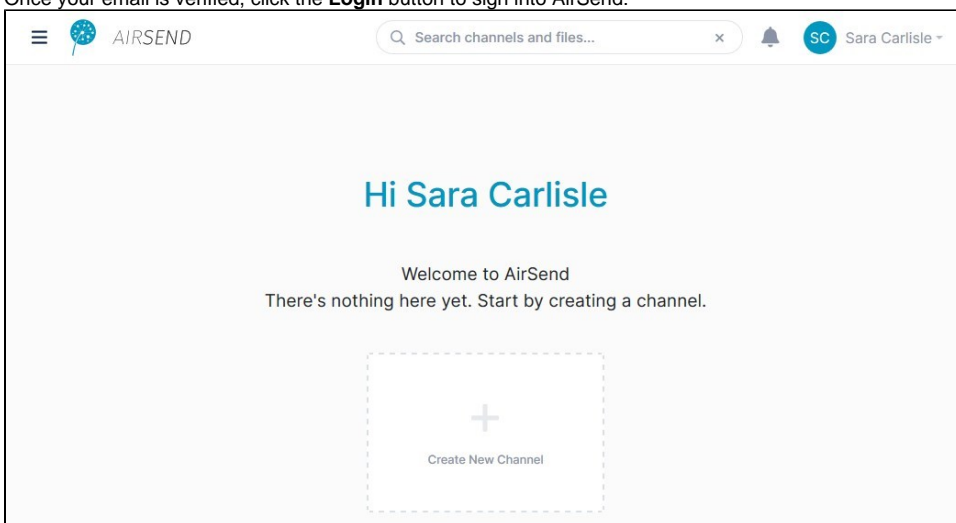 Once your email is verified, click the Login button to sign into AirSend.
AIRSEND
Search channels and files...
SC
Sara Carlisle
Hi Sara Carlisle
Welcome to AirSend
There's nothing here yet. Start by creating a channel.
Create New Channel